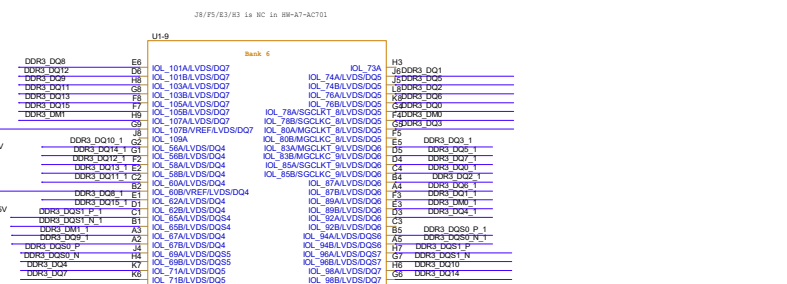 J8/F5/E3/H3 is NC in HW-A7-AC701
U1-9
Bank 6
DDR3_DQ8 E6 IOL_101A/LVDS/DQ7
DDR3_DQ12 D6 IOL_101B/LVDS/DQ7
DDR3_DQ9 H8 IOL_103A/LVDS/DQ7
DDR3_DQ11 G8 IOL_103B/LVDS/DQ7
DDR3_DQ13 F8 IOL_105A/LVDS/DQ7
DDR3_DQ15 F7 IOL_105B/LVDS/DQ7
DDR3_DM1 H9 IOL_107A/LVDS/DQ7
G9 IOL_107B/VREF/LVDS/DQ7
J8 IOL_109A
DDR3_DQ10_1 G2 IOL_56A/LVDS/DQ4
DDR3_DQ14_1 G1 IOL_56B/LVDS/DQ4
DDR3_DQ12_1 F2 IOL_58A/LVDS/DQ4
DDR3_DQ13_1 E2 IOL_58B/LVDS/DQ4
DDR3_DQ11_1 C2 IOL_60A/LVDS/DQ4
B2 IOL_60B/VREF/LVDS/DQ4
DDR3_DQ8_1 E1 IOL_62A/LVDS/DQ4
DDR3_DQ15_1 D1 IOL_62B/LVDS/DQ4
DDR3_DQS1_P_1 C1 IOL_65A/LVDS/DQS4
DDR3_DQS1_N_1 B1 IOL_65B/LVDS/DQS4
DDR3_DM1_1 A3 IOL_67A/LVDS/DQ4
DDR3_DQ9_1 A2 IOL_67B/LVDS/DQ4
DDR3_DQS0_P J4 IOL_69A/LVDS/DQS5
DDR3_DQS0_N H4 IOL_69B/LVDS/DQS5
DDR3_DQ4 K7 IOL_71A/LVDS/DQ5
DDR3_DQ7 K6 IOL_71B/LVDS/DQ5
IOL_73A H3
IOL_74A/LVDS/DQ5 J6 DDR3_DQ1
IOL_74B/LVDS/DQ5 J5 DDR3_DQ5
IOL_76A/LVDS/DQ5 L8 DDR3_DQ2
IOL_76B/LVDS/DQ5 K8 DDR3_DQ6
IOL_78A/SGCLKT_8/LVDS/DQ5 G4 DDR3_DQ0
IOL_78B/SGCLKC_8/LVDS/DQ5 F4 DDR3_DM0
IOL_80A/MGCLKT_8/LVDS/DQ5 G5 DDR3_DQ3
IOL_80B/MGCLKC_8/LVDS/DQ5 F5
IOL_83A/MGCLKT_9/LVDS/DQ6 E5 DDR3_DQ3_1
IOL_83B/MGCLKC_9/LVDS/DQ6 D5 DDR3_DQ5_1
IOL_85A/SGCLKT_9/LVDS/DQ6 D4 DDR3_DQ7_1
IOL_85B/SGCLKC_9/LVDS/DQ6 C4 DDR3_DQ0_1
IOL_87A/LVDS/DQ6 B4 DDR3_DQ2_1
IOL_87B/LVDS/DQ6 A4 DDR3_DQ6_1
IOL_89A/LVDS/DQ6 F3 DDR3_DQ1_1
IOL_89B/LVDS/DQ6 E3 DDR3_DM0_1
IOL_92A/LVDS/DQ6 D3 DDR3_DQ4_1
IOL_92B/LVDS/DQ6 C3
IOL_94A/LVDS/DQS6 B5 DDR3_DQS0_P_1
IOL_94B/LVDS/DQS6 A5 DDR3_DQS0_N_1
IOL_96A/LVDS/DQS7 H7 DDR3_DQS1_P
IOL_96B/LVDS/DQS7 G7 DDR3_DQS1_N
IOL_98A/LVDS/DQ7 H6 DDR3_DQ10
IOL_98B/LVDS/DQ7 G6 DDR3_DQ14